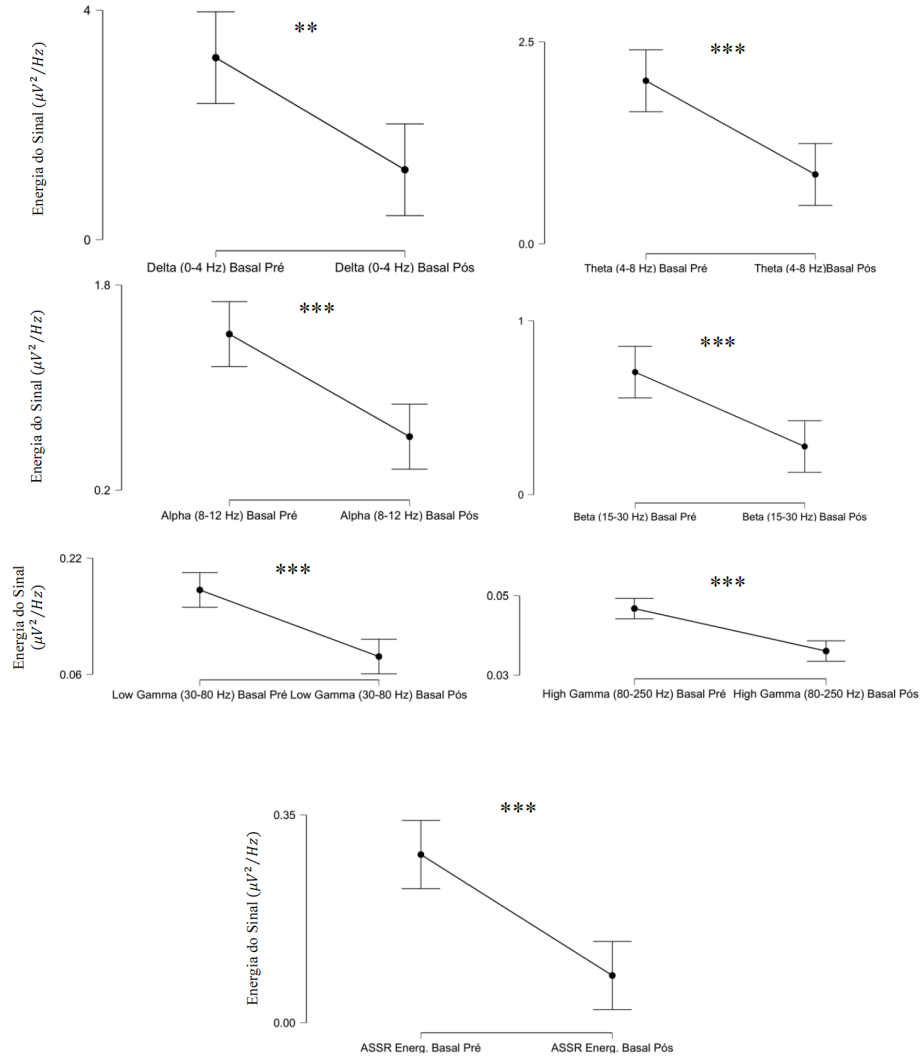 4
**
Energia do Sinal (μV²/Hz)
0
Delta (0-4 Hz) Basal Pré
Delta (0-4 Hz) Basal Pós
2.5
***
0.0
Theta (4-8 Hz) Basal Pré
Theta (4-8 Hz)Basal Pós
1.8
***
Energia do Sinal (μV²/Hz)
0.2
Alpha (8-12 Hz) Basal Pré
Alpha (8-12 Hz) Basal Pós
1
***
0
Beta (15-30 Hz) Basal Pré
Beta (15-30 Hz) Basal Pós
0.22
***
Energia do Sinal
(μV²/Hz)
0.06
Low Gamma (30-80 Hz) Basal Pré
Low Gamma (30-80 Hz) Basal Pós
0.05
***
0.03
High Gamma (80-250 Hz) Basal Pré
High Gamma (80-250 Hz) Basal Pós
0.35
***
Energia do Sinal (μV²/Hz)
0.00
ASSR Energ. Basal Pré
ASSR Energ. Basal Pós